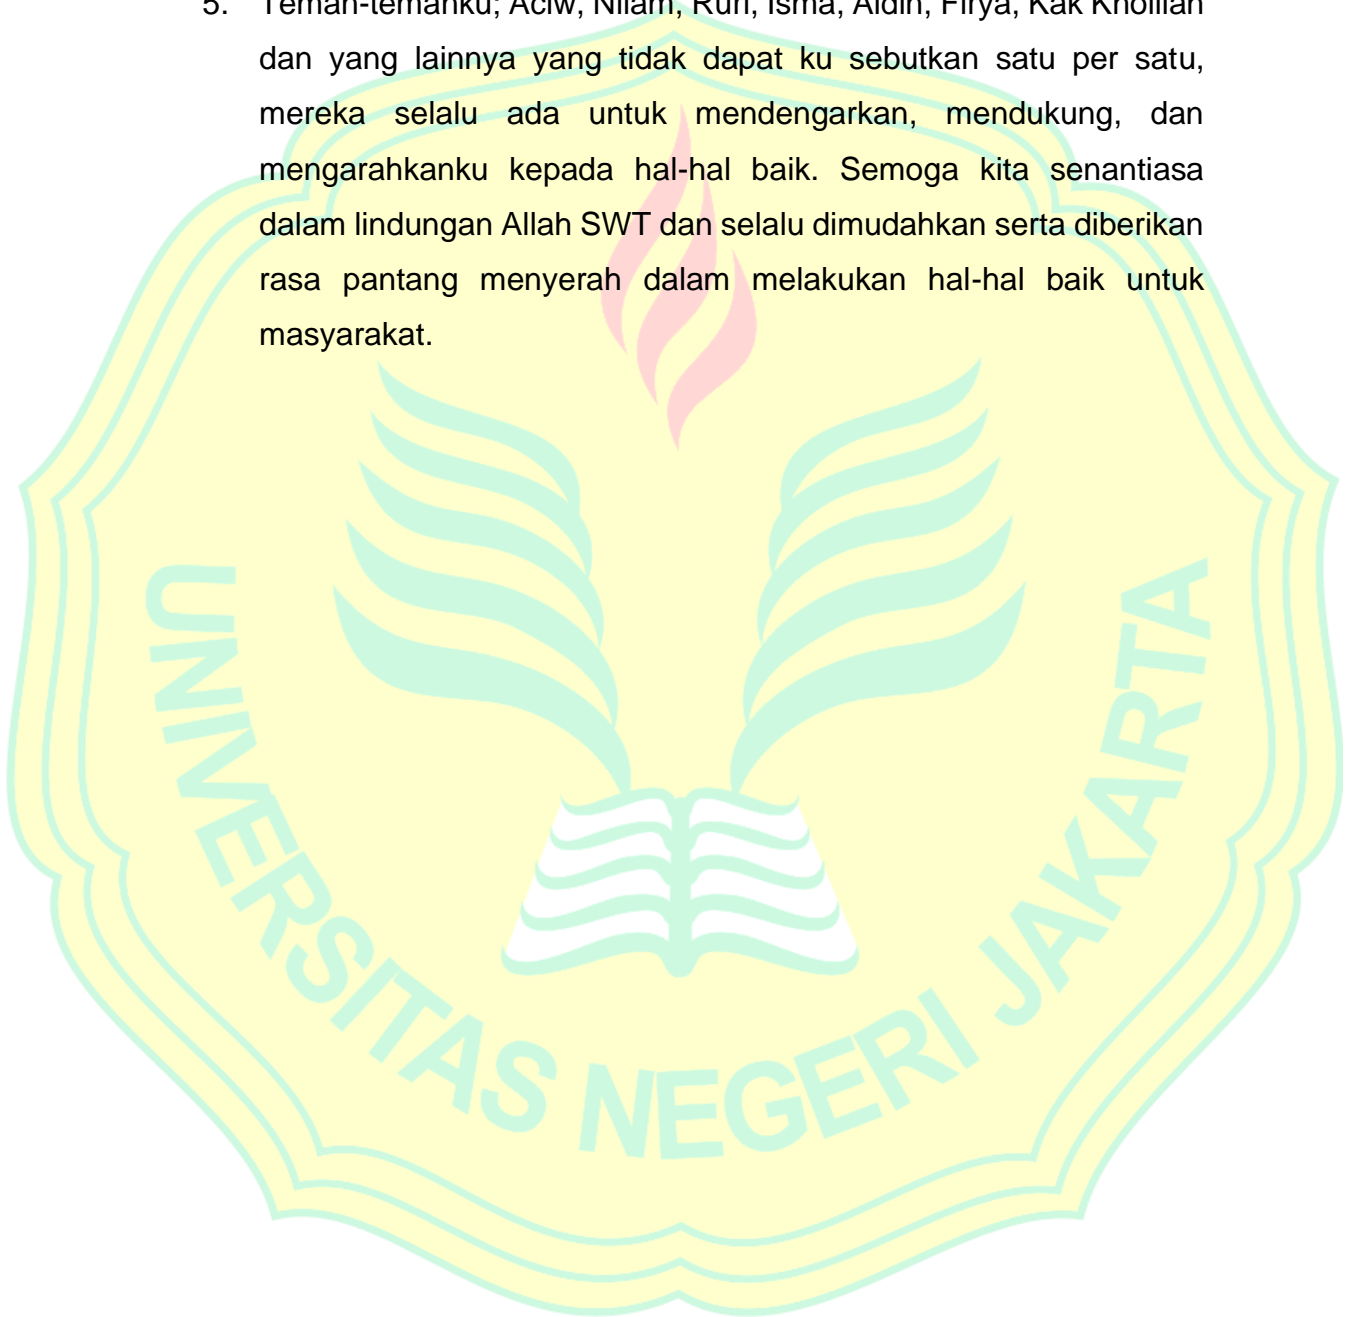 5. Teman-temanku; Aciw, Nilam, Ruri, Isma, Aldin, Firya, Kak Kholilah
dan yang lainnya yang tidak dapat ku sebutkan satu per satu,
mereka selalu ada untuk mendengarkan, mendukung, dan
mengarahkanku kepada hal-hal baik. Semoga kita senantiasa
dalam lindungan Allah SWT dan selalu dimudahkan serta diberikan
rasa pantang menyerah dalam melakukan hal-hal baik untuk
masyarakat.
UNIVERSITAS NEGERI JAKARTA